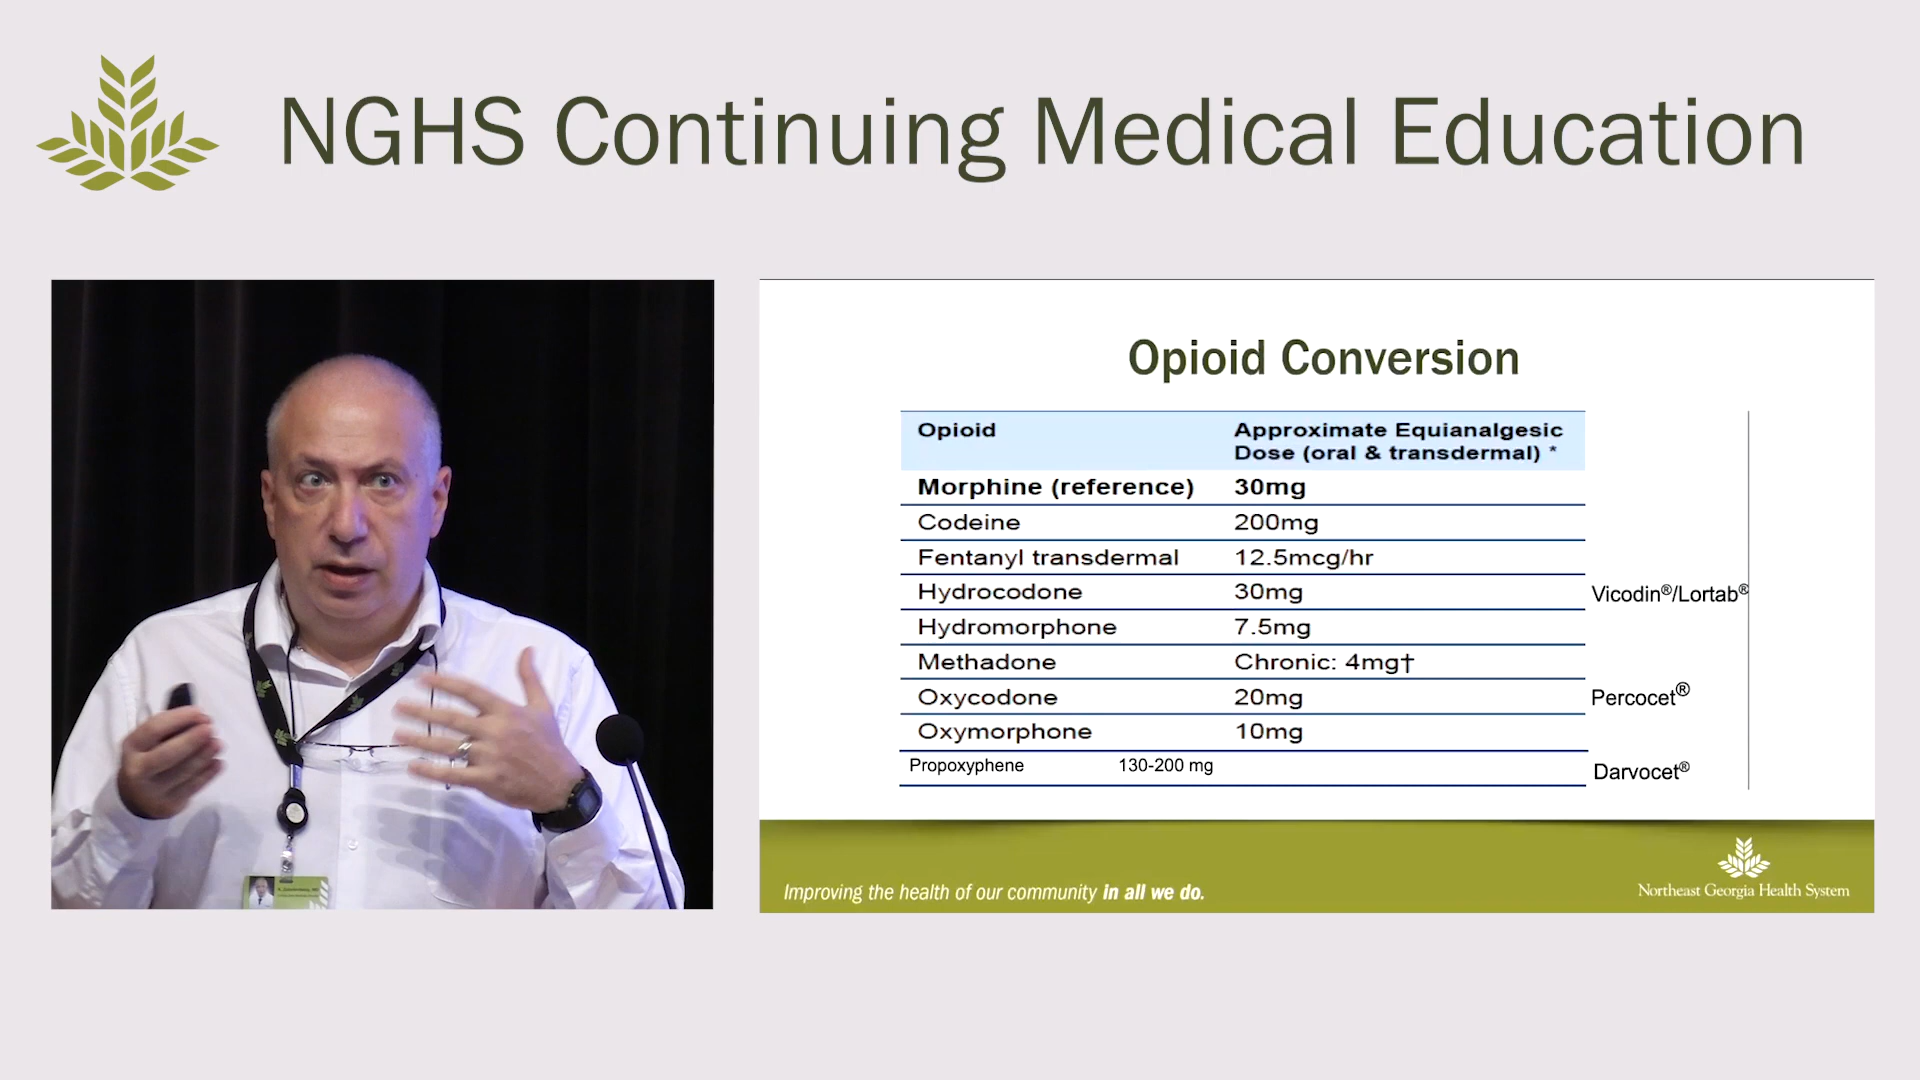 NGHS Continuing Medical Education
Opioid Conversion
Opioid Approximate Equianalgesic
Dose (oral & transdermal) *
Morphine (reference) 30mg
Codeine 200mg
Fentanyl transdermal 12.5mcg/hr
Hydrocodone 30mg Vicodin®/Lortab®
Hydromorphone 7.5mg
Methadone Chronic: 4mg†
Oxycodone 20mg Percocet®
Oxymorphone 10mg
Propoxyphene 130-200 mg Darvocet®
Improving the health of our community in all we do.
Northeast Georgia Health System